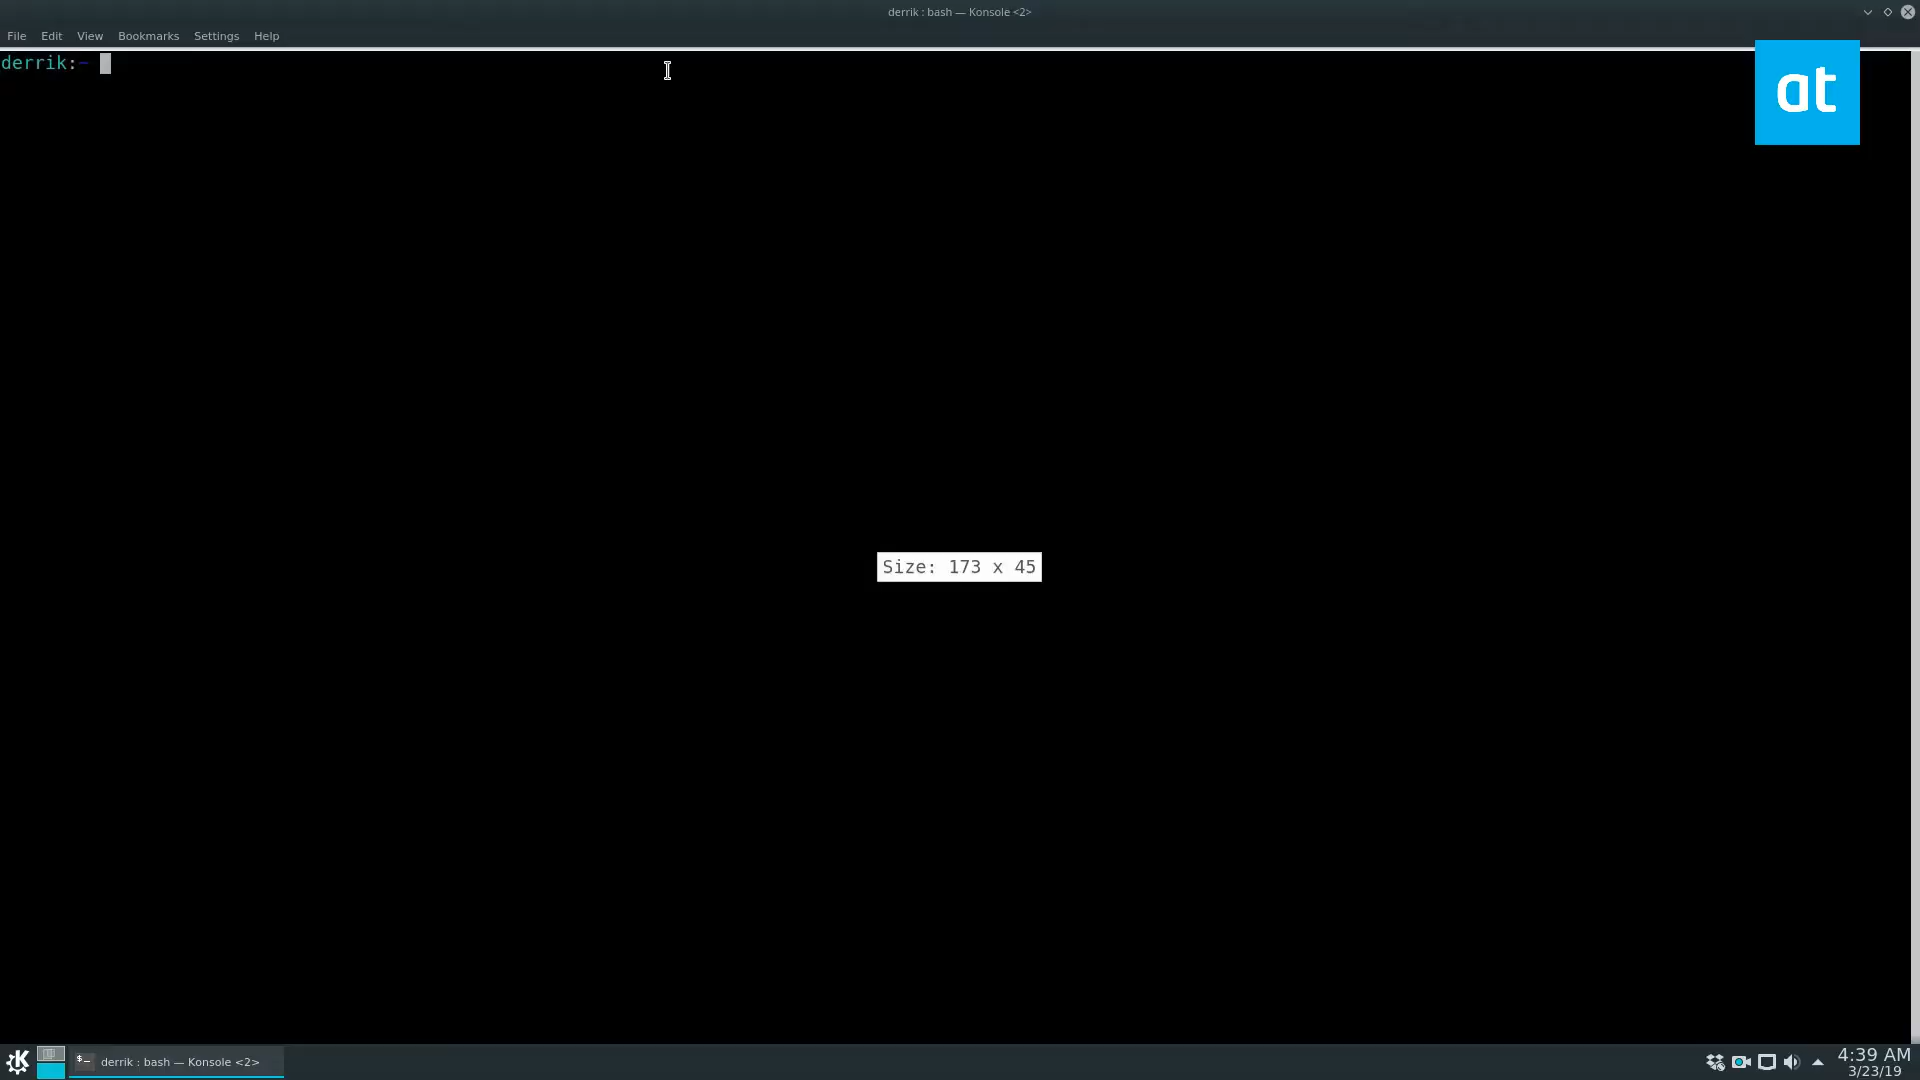 derrik : bash — Konsole <2>
File Edit View Bookmarks Settings Help
derrik:~
at
Size: 173 x 45
$_ derrik : bash — Konsole <2>
4:39 AM
3/23/19